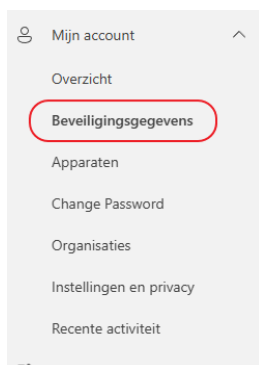 Mijn account
Overzicht
Beveiligingsgegevens
Apparaten
Change Password
Organisaties
Instellingen en privacy
Recente activiteit